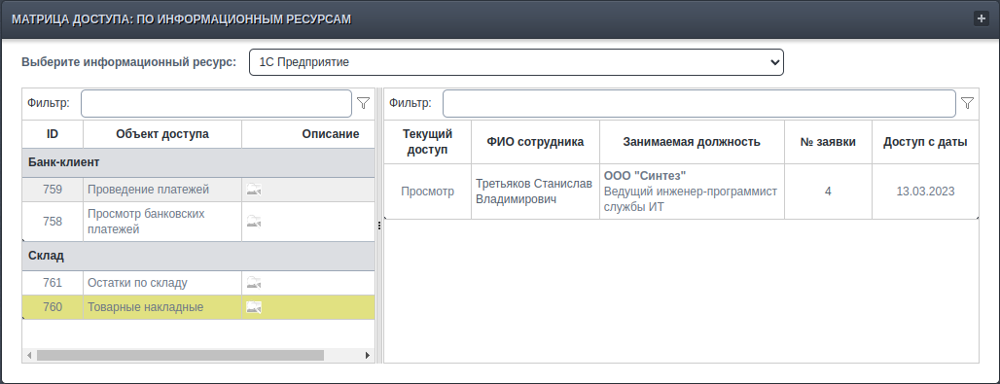 МАТРИЦА ДОСТУПА: ПО ИНФОРМАЦИОННЫМ РЕСУРСАМ
Выберите информационный ресурс: 1С Предприятие
Фильтр:
ID Объект доступа Описание
Банк-клиент
759 Проведение платежей
758 Просмотр банковских
платежей
Склад
761 Остатки по складу
760 Товарные накладные
Фильтр:
Текущий
доступ
ФИО сотрудника
Занимаемая должность
№ заявки
Доступ с даты
Просмотр
Третьяков Станислав
Владимирович
ООО "Синтез"
Ведущий инженер-программист
службы ИТ
4
13.03.2023